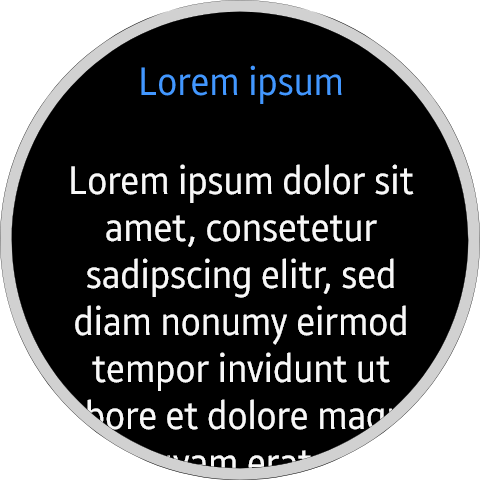 Lorem ipsum
Lorem ipsum dolor sit
amet, consetetur
sadipscing elitr, sed
diam nonumy eirmod
tempor invidunt ut
et dolore
erat